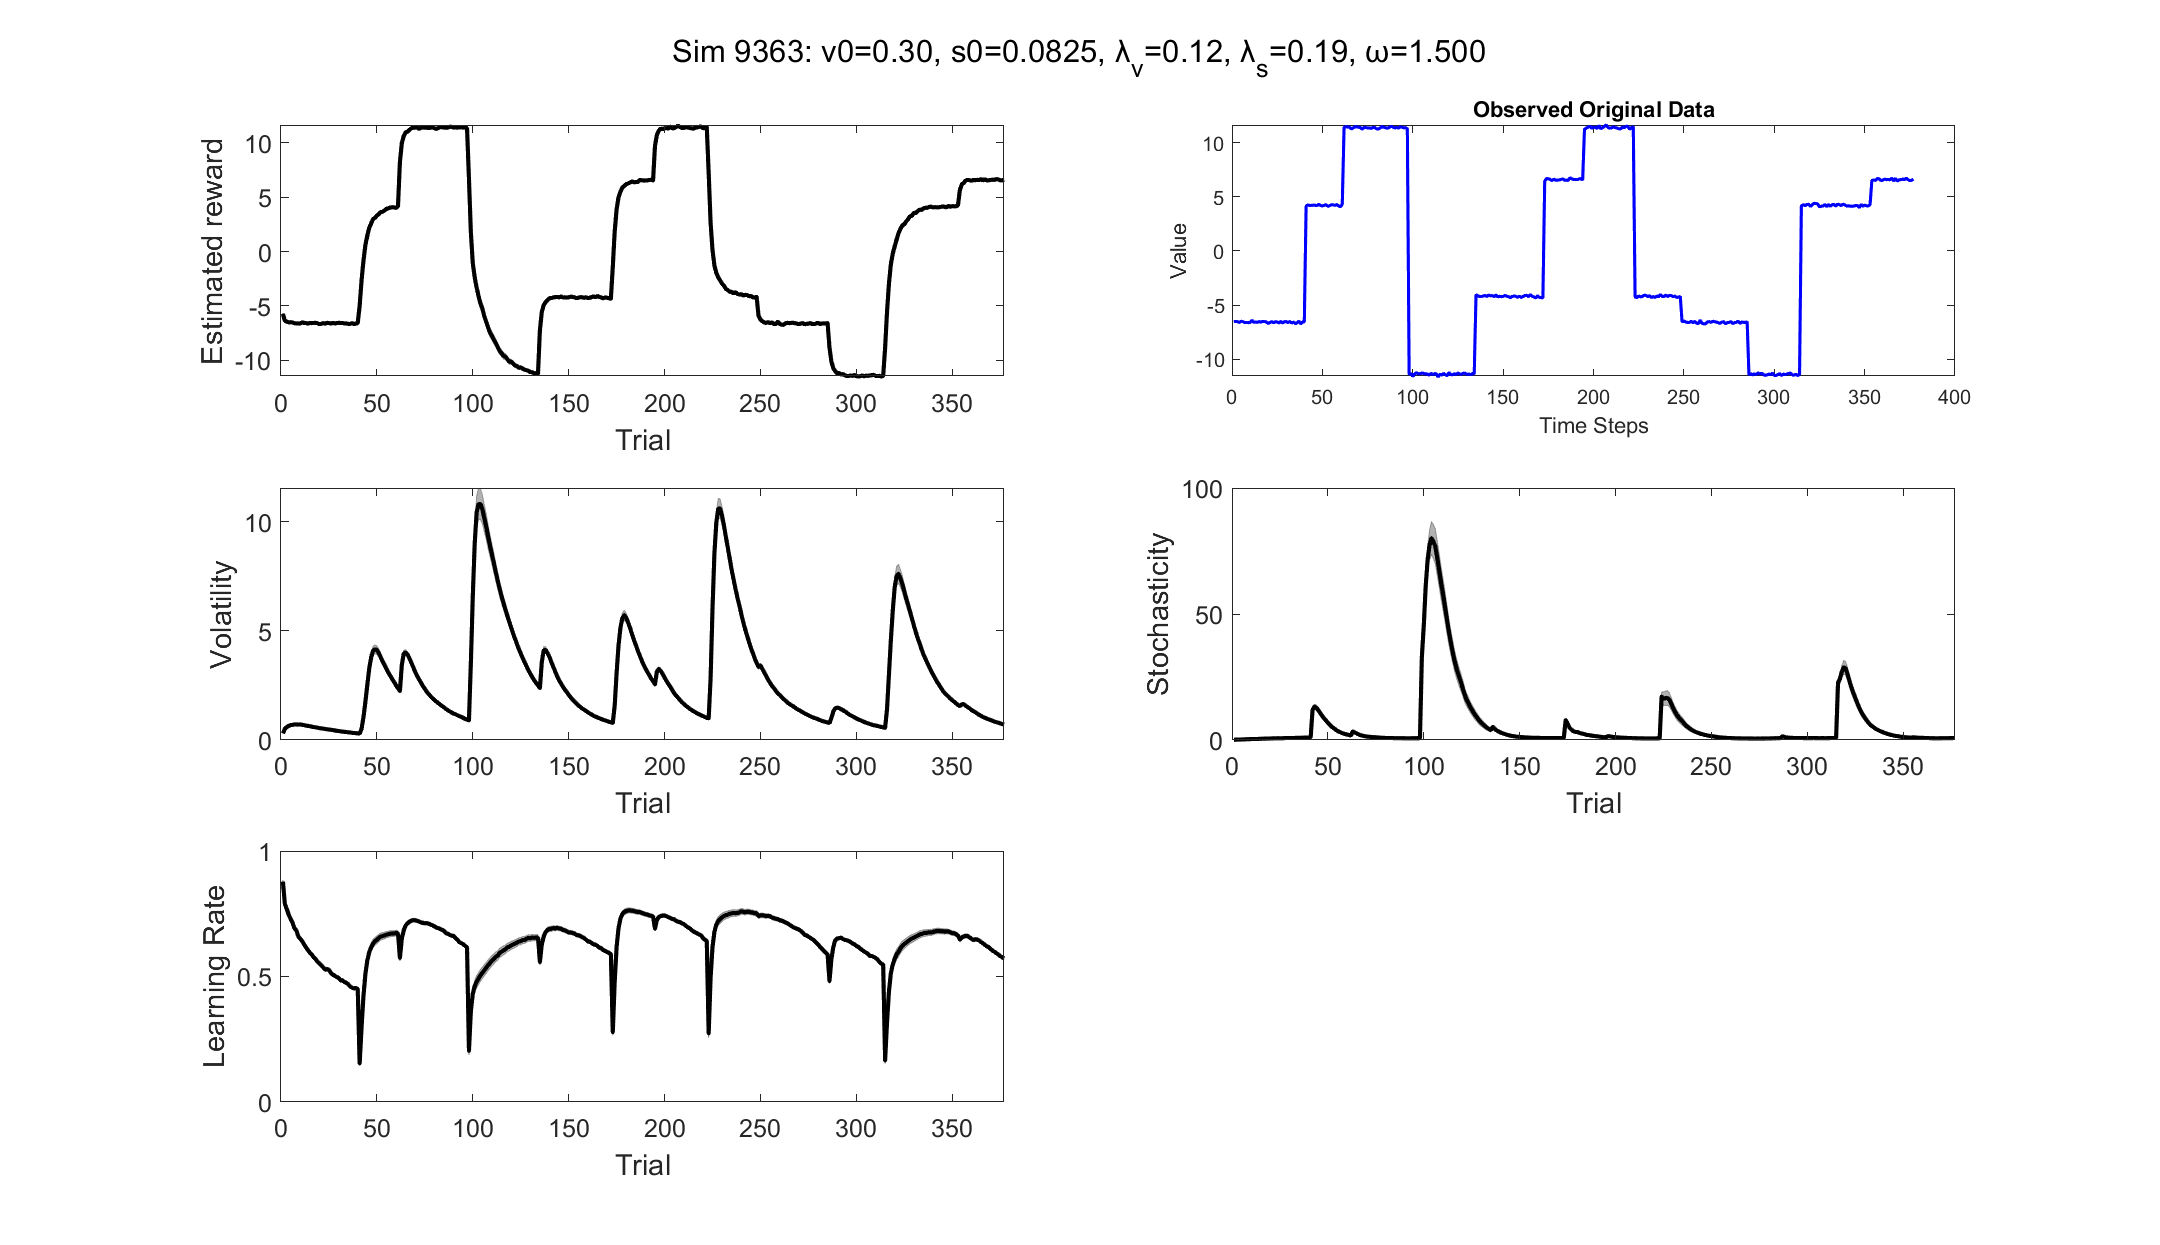 Sim 9363: v0=0.30, s0=0.0825, λv=0.12, λs=0.19, ω=1.500
Estimated reward
10
5
0
-5
-10
0 50 100 150 200 250 300 350
Trial
Observed Original Data
Value
10
5
0
-5
-10
0 50 100 150 200 250 300 350 400
Time Steps
Volatility
10
5
0
0 50 100 150 200 250 300 350
Trial
Stochasticity
100
50
0
0 50 100 150 200 250 300 350
Trial
Learning Rate
1
0.5
0
0 50 100 150 200 250 300 350
Trial